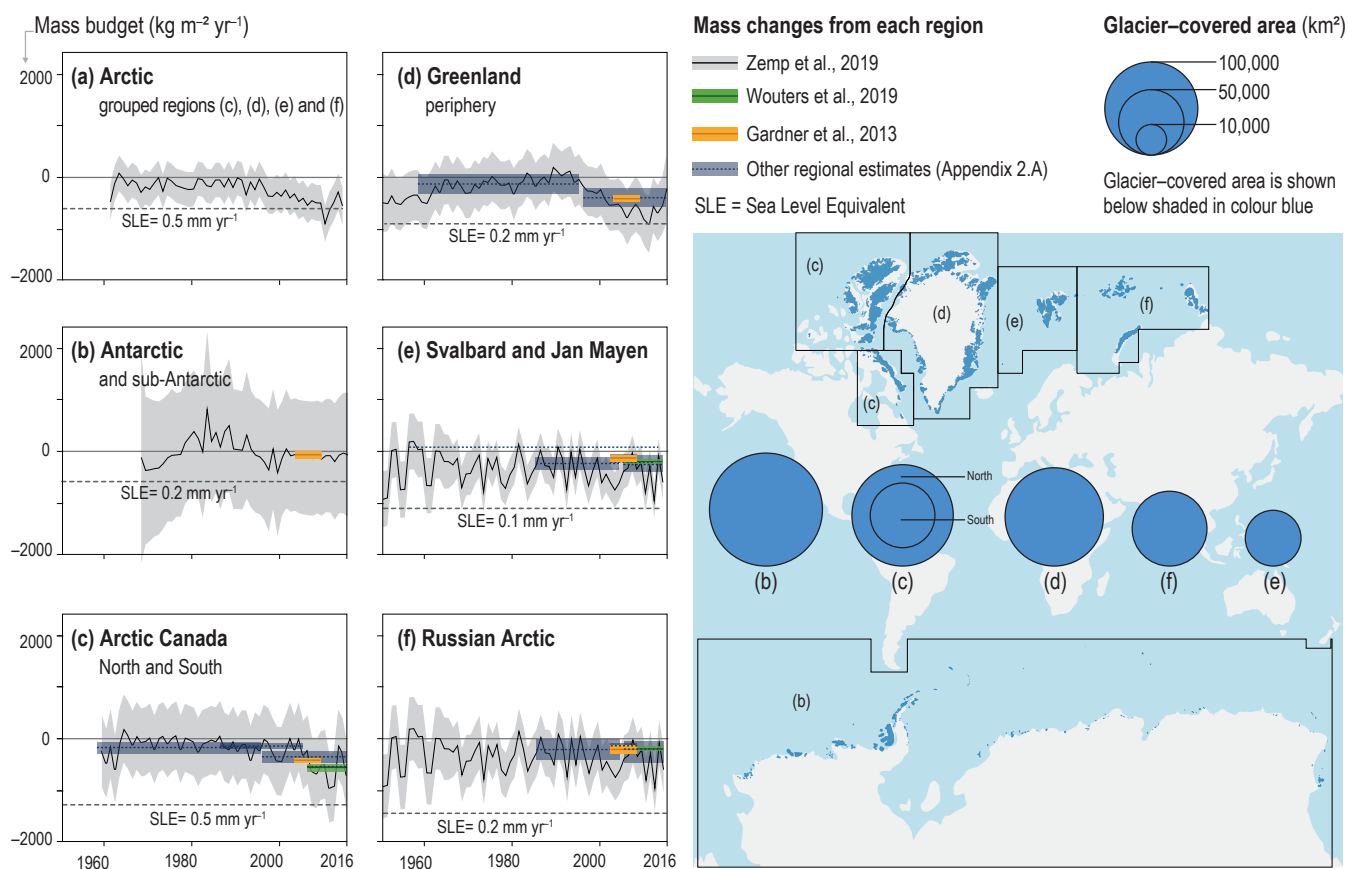 Mass budget (kg m⁻² yr⁻¹)
(a) Arctic
grouped regions (c), (d), (e) and (f)
2000
0
–2000
SLE = 0.5 mm yr⁻¹
(d) Greenland
periphery
SLE = 0.2 mm yr⁻¹
(b) Antarctic
and sub-Antarctic
2000
0
–2000
SLE= 0.2 mm yr⁻¹
(e) Svalbard and Jan Mayen
SLE = 0.1 mm yr⁻¹
(c) Arctic Canada
North and South
2000
0
–2000
SLE= 0.5 mm yr⁻¹
1960
1980
2000
2016
(f) Russian Arctic
SLE = 0.2 mm yr⁻¹
1960
1980
2000
2016
Mass changes from each region
Zemp et al., 2019
Wouters et al., 2019
Gardner et al., 2013
Other regional estimates (Appendix 2.A)
SLE = Sea Level Equivalent
Glacier–covered area (km²)
100,000
50,000
10,000
Glacier–covered area is shown
below shaded in colour blue
(c)
(d)
(e)
(f)
(c)
North
South
(b)
(c)
(d)
(f)
(e)
(b)